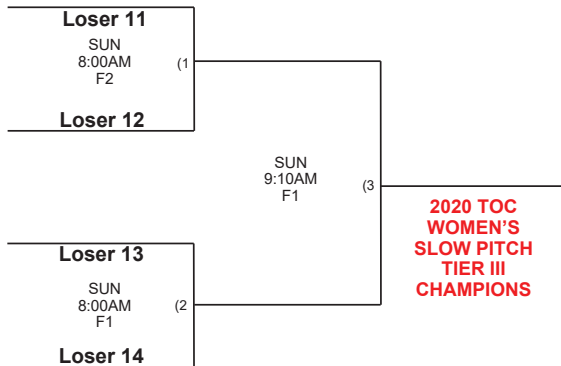 Loser 11
SUN
8:00AM
F2
(1
Loser 12
SUN
9:10AM
F1
(3
2020 TOC
WOMEN'S
SLOW PITCH
TIER III
CHAMPIONS
Loser 13
SUN
8:00AM
F1
(2
Loser 14